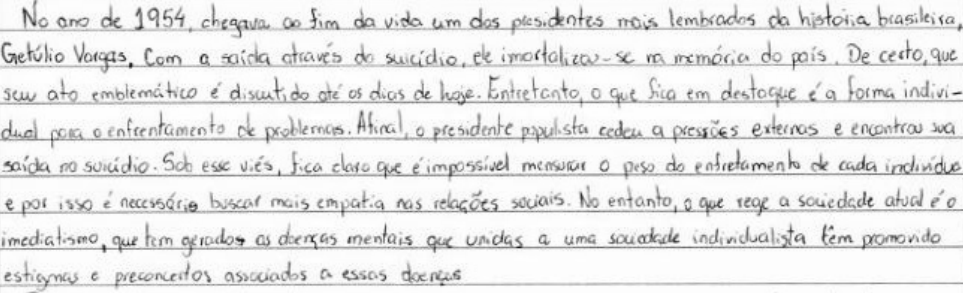 No ano de 1954, chegava ao fim da vida um dos presidentes mais lembrados da história brasileira,
Getúlio Vargas. Com a saída através do suicídio, ele imortalizou-se na memória do país. De certo, que
seu ato emblemático é discutido até os dias de hoje. Entretanto, o que fica em destaque é a forma indivi-
dual para o enfrentamento de problemas. Afinal, o presidente populista cedeu a pressões externas e encontrou sua
saída no suicídio. Sob esse viés, fica claro que é impossível mensurar o peso do enfretamento de cada indivíduo
e por isso é necessário buscar mais empatia nas relações sociais. No entanto, o que rege a sociedade atual é o
imediatismo, que tem gerados as doenças mentais que unidas a uma sociedade individualista têm promovido
estigmas e preconceitos associados a essas doenças